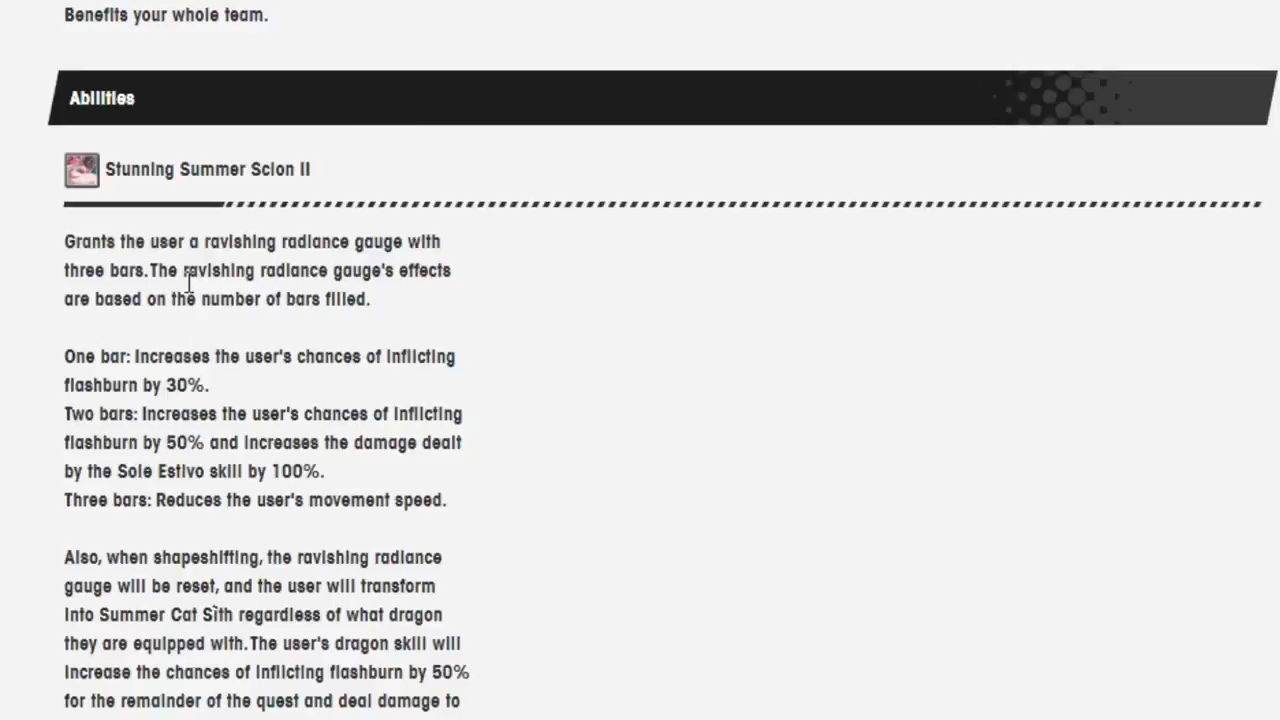 Benefits your whole team.
Abilities
Stunning Summer Scion II
Grants the user a ravishing radiance gauge with
three bars. The ravishing radiance gauge's effects
are based on the number of bars filled.
One bar: Increases the user's chances of inflicting
flashburn by 30%.
Two bars: Increases the user's chances of inflicting
flashburn by 50% and increases the damage dealt
by the Sole Estivo skill by 100%.
Three bars: Reduces the user's movement speed.
Also, when shapeshifting, the ravishing radiance
gauge will be reset, and the user will transform
into Summer Cat Sìth regardless of what dragon
they are equipped with. The user's dragon skill will
increase the chances of inflicting flashburn by 50%
for the remainder of the quest and deal damage to